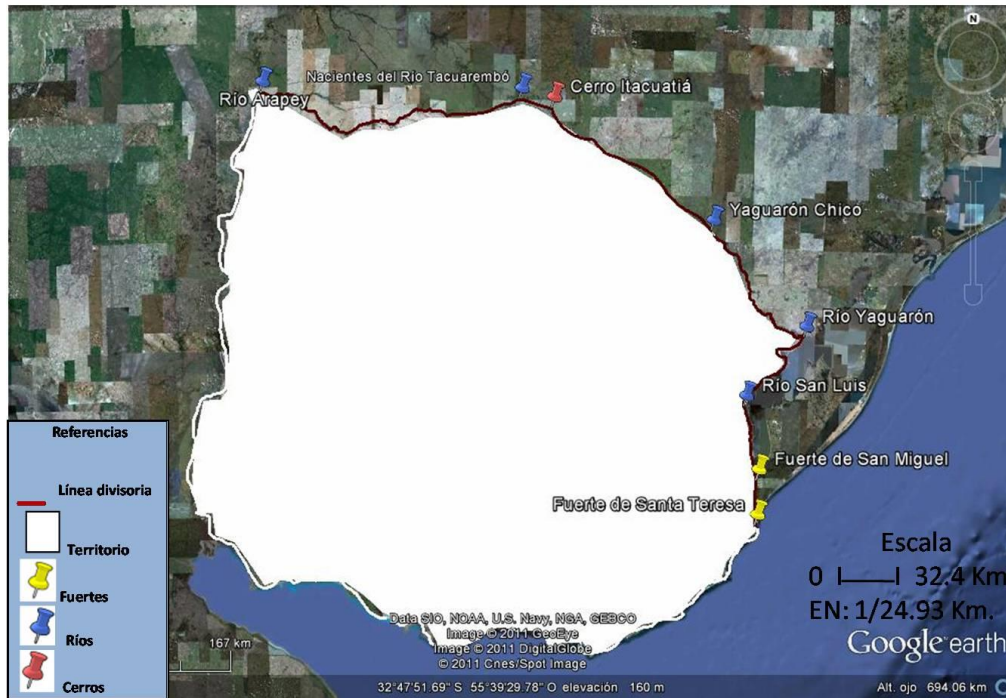 N
Nacientes del Río Tacuarembó
Cerro Itacuatiá
Río Arapey
Yaguarón Chico
Río Yaguarón
Río San Luis
Fuerte de San Miguel
Fuerte de Santa Teresa
Referencias
Línea divisoria
Territorio
Fuertes
Ríos
Cerros
Escala
0 32.4 Km
EN: 1/24.93 Km.
167 km
Data SIO, NOAA, U.S. Navy, NGA, GEBCO
Image © 2011 GeoEye
Image © 2011 DigitalGlobe
© 2011 Cnes/Spot Image
Google earth
32°47'51.69" S 55°39'29.78" O elevación 160 m
Alt. ojo 694.06 km